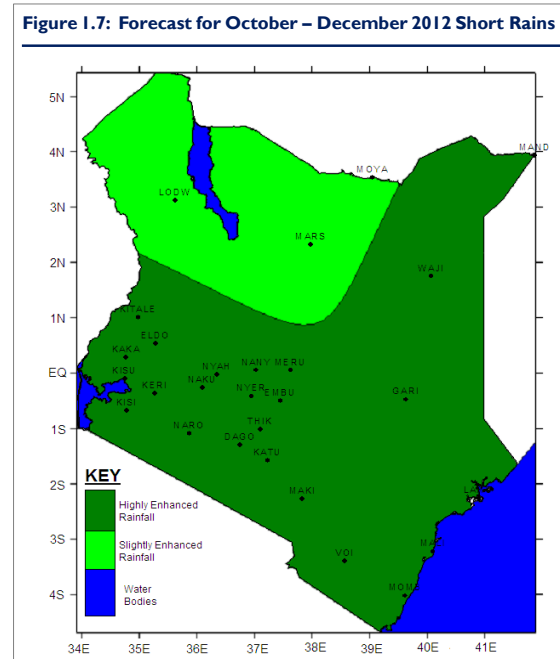 Figure 1.7: Forecast for October – December 2012 Short Rains
5N
4N
3N
2N
1N
EQ
1S
2S
3S
4S
MAND
MOYA
LODW
MARS
WAJI
KITALE
ELDO
KAKA
KISU
NYAH
NANY MERU
KERI
NAKU
NYER
EMBU
GARI
KISI
NARO
THIK
DAGO
KATU
MAKI
VOI
MOMA
KEY
Highly Enhanced
Rainfall
Slightly Enhanced
Rainfall
Water
Bodies
34E 35E 36E 37E 38E 39E 40E 41E